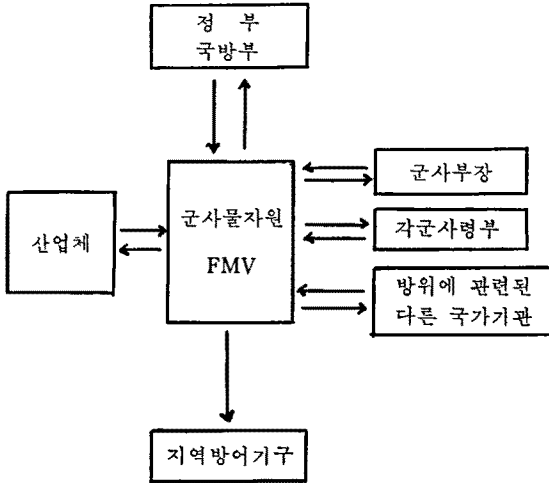 정 부
국방부
군사물자원
FMV
산업체
군사부장
각군사령부
방위에 관련된
다른 국가기관
지역방어기구